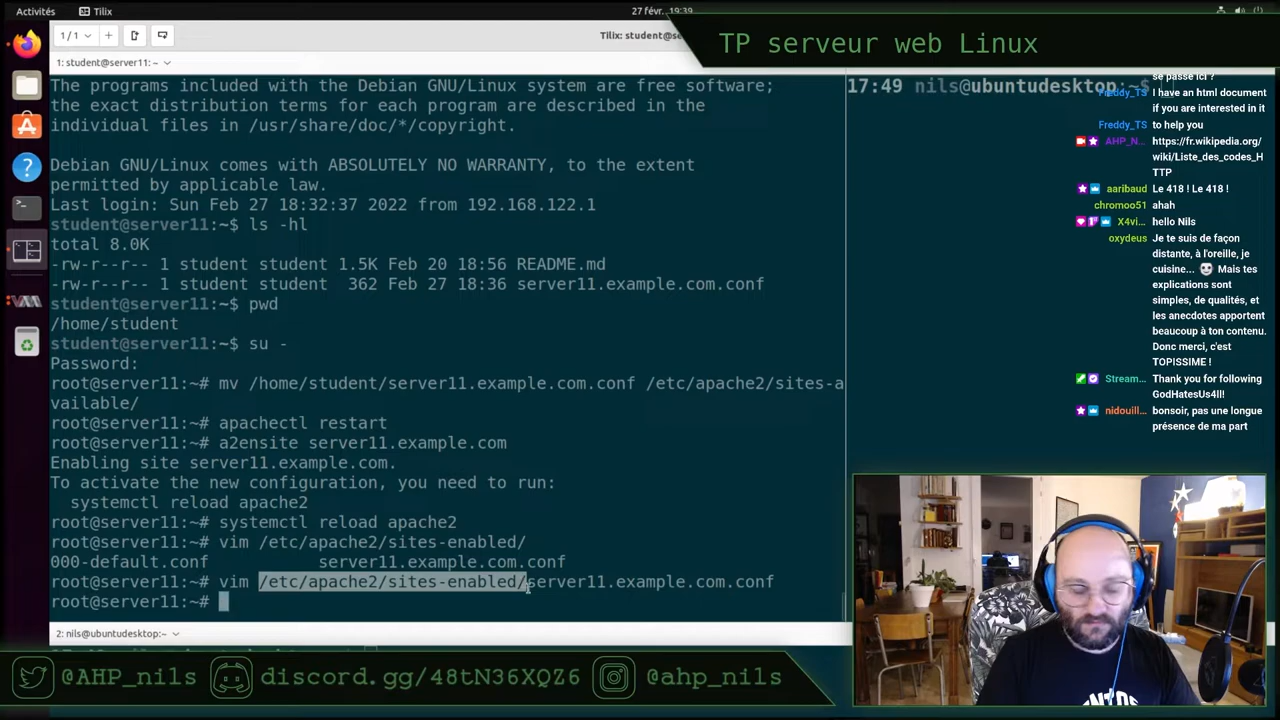 Activités
Tilix
27 févr. 19:39
1 / 1
Tilix: student@se
TP serveur web Linux
1: student@server11: ~
The programs included with the Debian GNU/Linux system are free software;
the exact distribution terms for each program are described in the
individual files in /usr/share/doc/*/copyright.
Debian GNU/Linux comes with ABSOLUTELY NO WARRANTY, to the extent
permitted by applicable law.
Last login: Sun Feb 27 18:32:37 2022 from 192.168.122.1
student@server11:~$ ls -hl
total 8.0K
-rw-r--r-- 1 student student 1.5K Feb 20 18:56 README.md
-rw-r--r-- 1 student student  362 Feb 27 18:36 server11.example.com.conf
student@server11:~$ pwd
/home/student
student@server11:~$ su -
Password:
root@server11:~# mv /home/student/server11.example.com.conf /etc/apache2/sites-a
vailable/
root@server11:~# apachectl restart
root@server11:~# a2ensite server11.example.com
Enabling site server11.example.com.
To activate the new configuration, you need to run:
  systemctl reload apache2
root@server11:~# systemctl reload apache2
root@server11:~# vim /etc/apache2/sites-enabled/
000-default.conf           server11.example.com.conf
root@server11:~# vim /etc/apache2/sites-enabled/server11.example.com.conf
root@server11:~#
2: nils@ubuntudesktop:~
17:49 nils@ubuntudesktop:~$
se passe ici ?
Freddy_TS I have an html document
if you are interested in it
Freddy_TS to help you
AHP_N... https://fr.wikipedia.org/
wiki/Liste_des_codes_H
TTP
aaribaud Le 418 ! Le 418 !
chromoo51 ahah
X4vi... hello Nils
oxydeus Je te suis de façon
distante, à l'oreille, je
cuisine... Mais tes
explications sont
simples, de qualités, et
les anecdotes apportent
beaucoup à ton contenu.
Donc merci, c'est
TOPISSIME !
Stream... Thank you for following
GodHatesUs4ll!
nidouill... bonsoir, pas une longue
présence de ma part
@AHP_nils
discord.gg/48tN36XQZ6
@ahp_nils